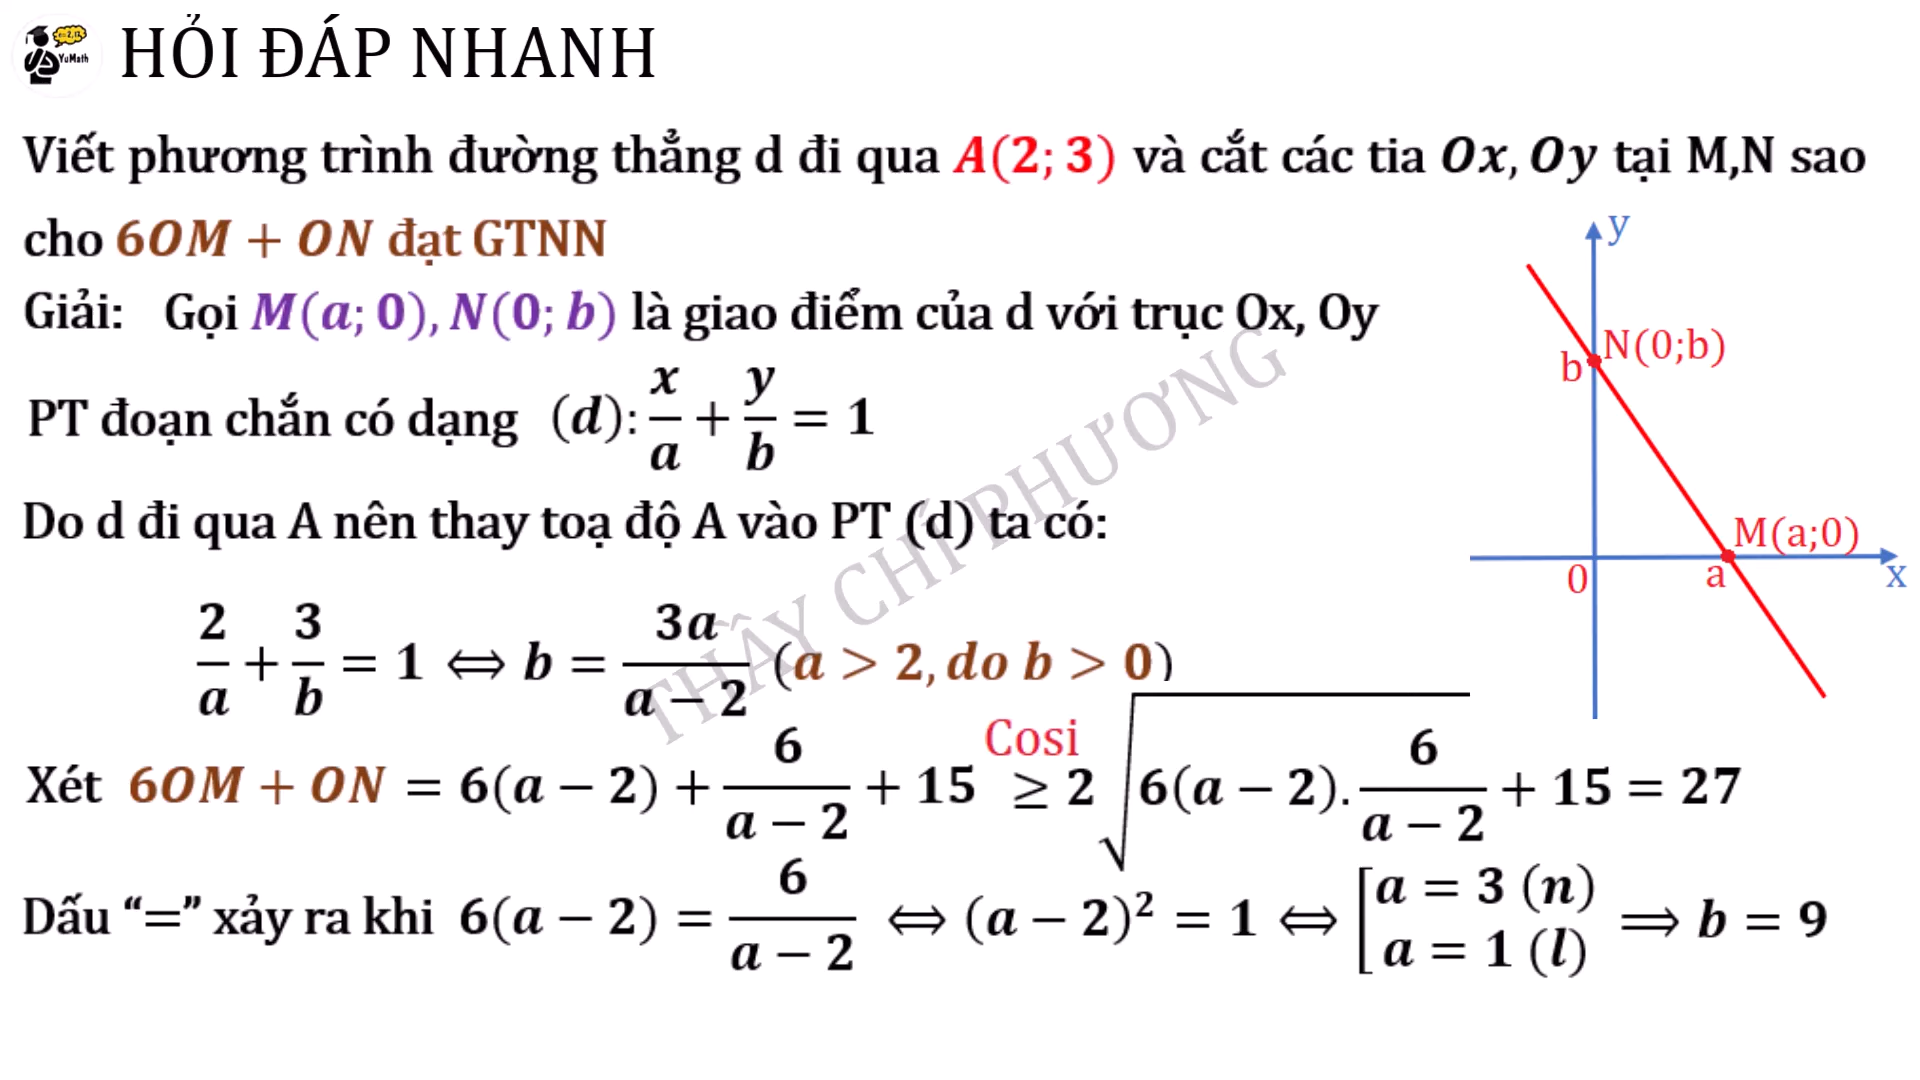 YuMath
HỎI ĐÁP NHANH
Viết phương trình đường thẳng d đi qua A(2; 3) và cắt các tia Ox, Oy tại M,N sao
cho 6OM + ON đạt GTNN
Giải: Gọi M(a; 0), N(0; b) là giao điểm của d với trục Ox, Oy
PT đoạn chắn có dạng (d): x/a + y/b = 1
Do d đi qua A nên thay toạ độ A vào PT (d) ta có:
2/a + 3/b = 1 ⟺ b = 3a/(a − 2) (a > 2, do b > 0)
Xét 6OM + ON = 6(a − 2) + 6/(a − 2) + 15 ≥ 2√(6(a − 2). 6/(a − 2)) + 15 = 27
Cosi
Dấu “=” xảy ra khi 6(a − 2) = 6/(a − 2) ⟺ (a − 2)² = 1 ⟺ [a = 3 (n) a = 1 (l) ⟹ b = 9
THẦY CHÍ PHƯƠNG
y
N(0;b)
b
M(a;0)
0
a
x